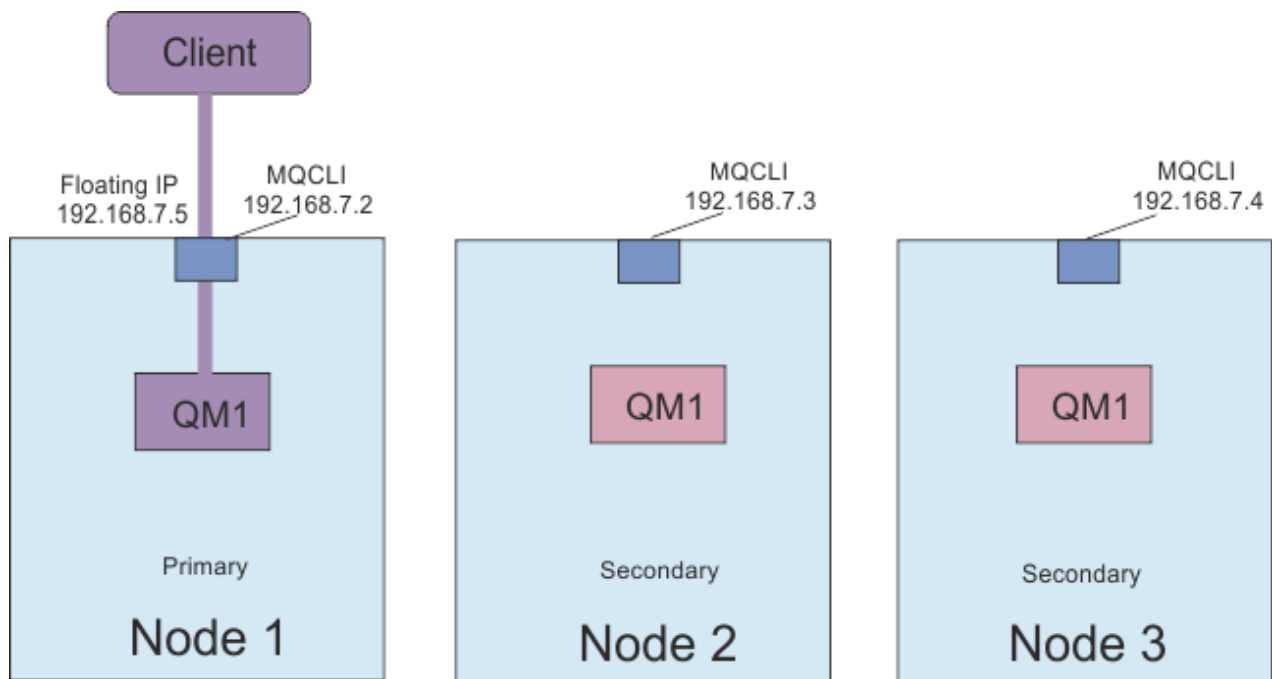 Client
Floating IP
192.168.7.5
MQCLI
192.168.7.2
MQCLI
192.168.7.3
MQCLI
192.168.7.4
QM1
QM1
QM1
Primary
Secondary
Secondary
Node 1
Node 2
Node 3